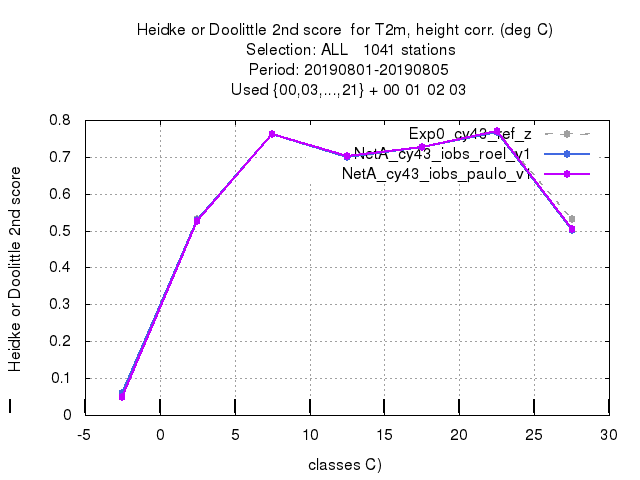 Heidke or Doolittle 2nd score for T2m, height corr. (deg C)
Selection: ALL 1041 stations
Period: 20190801-20190805
Used {00,03,...,21} + 00 01 02 03
Exp0_cy43_ref_z
NetA_cy43_iobs_roel_v1
NetA_cy43_iobs_paulo_v1
Heidke or Doolittle 2nd score
0.8
0.7
0.6
0.5
0.4
0.3
0.2
0.1
0
-5 0 5 10 15 20 25 30
classes C)